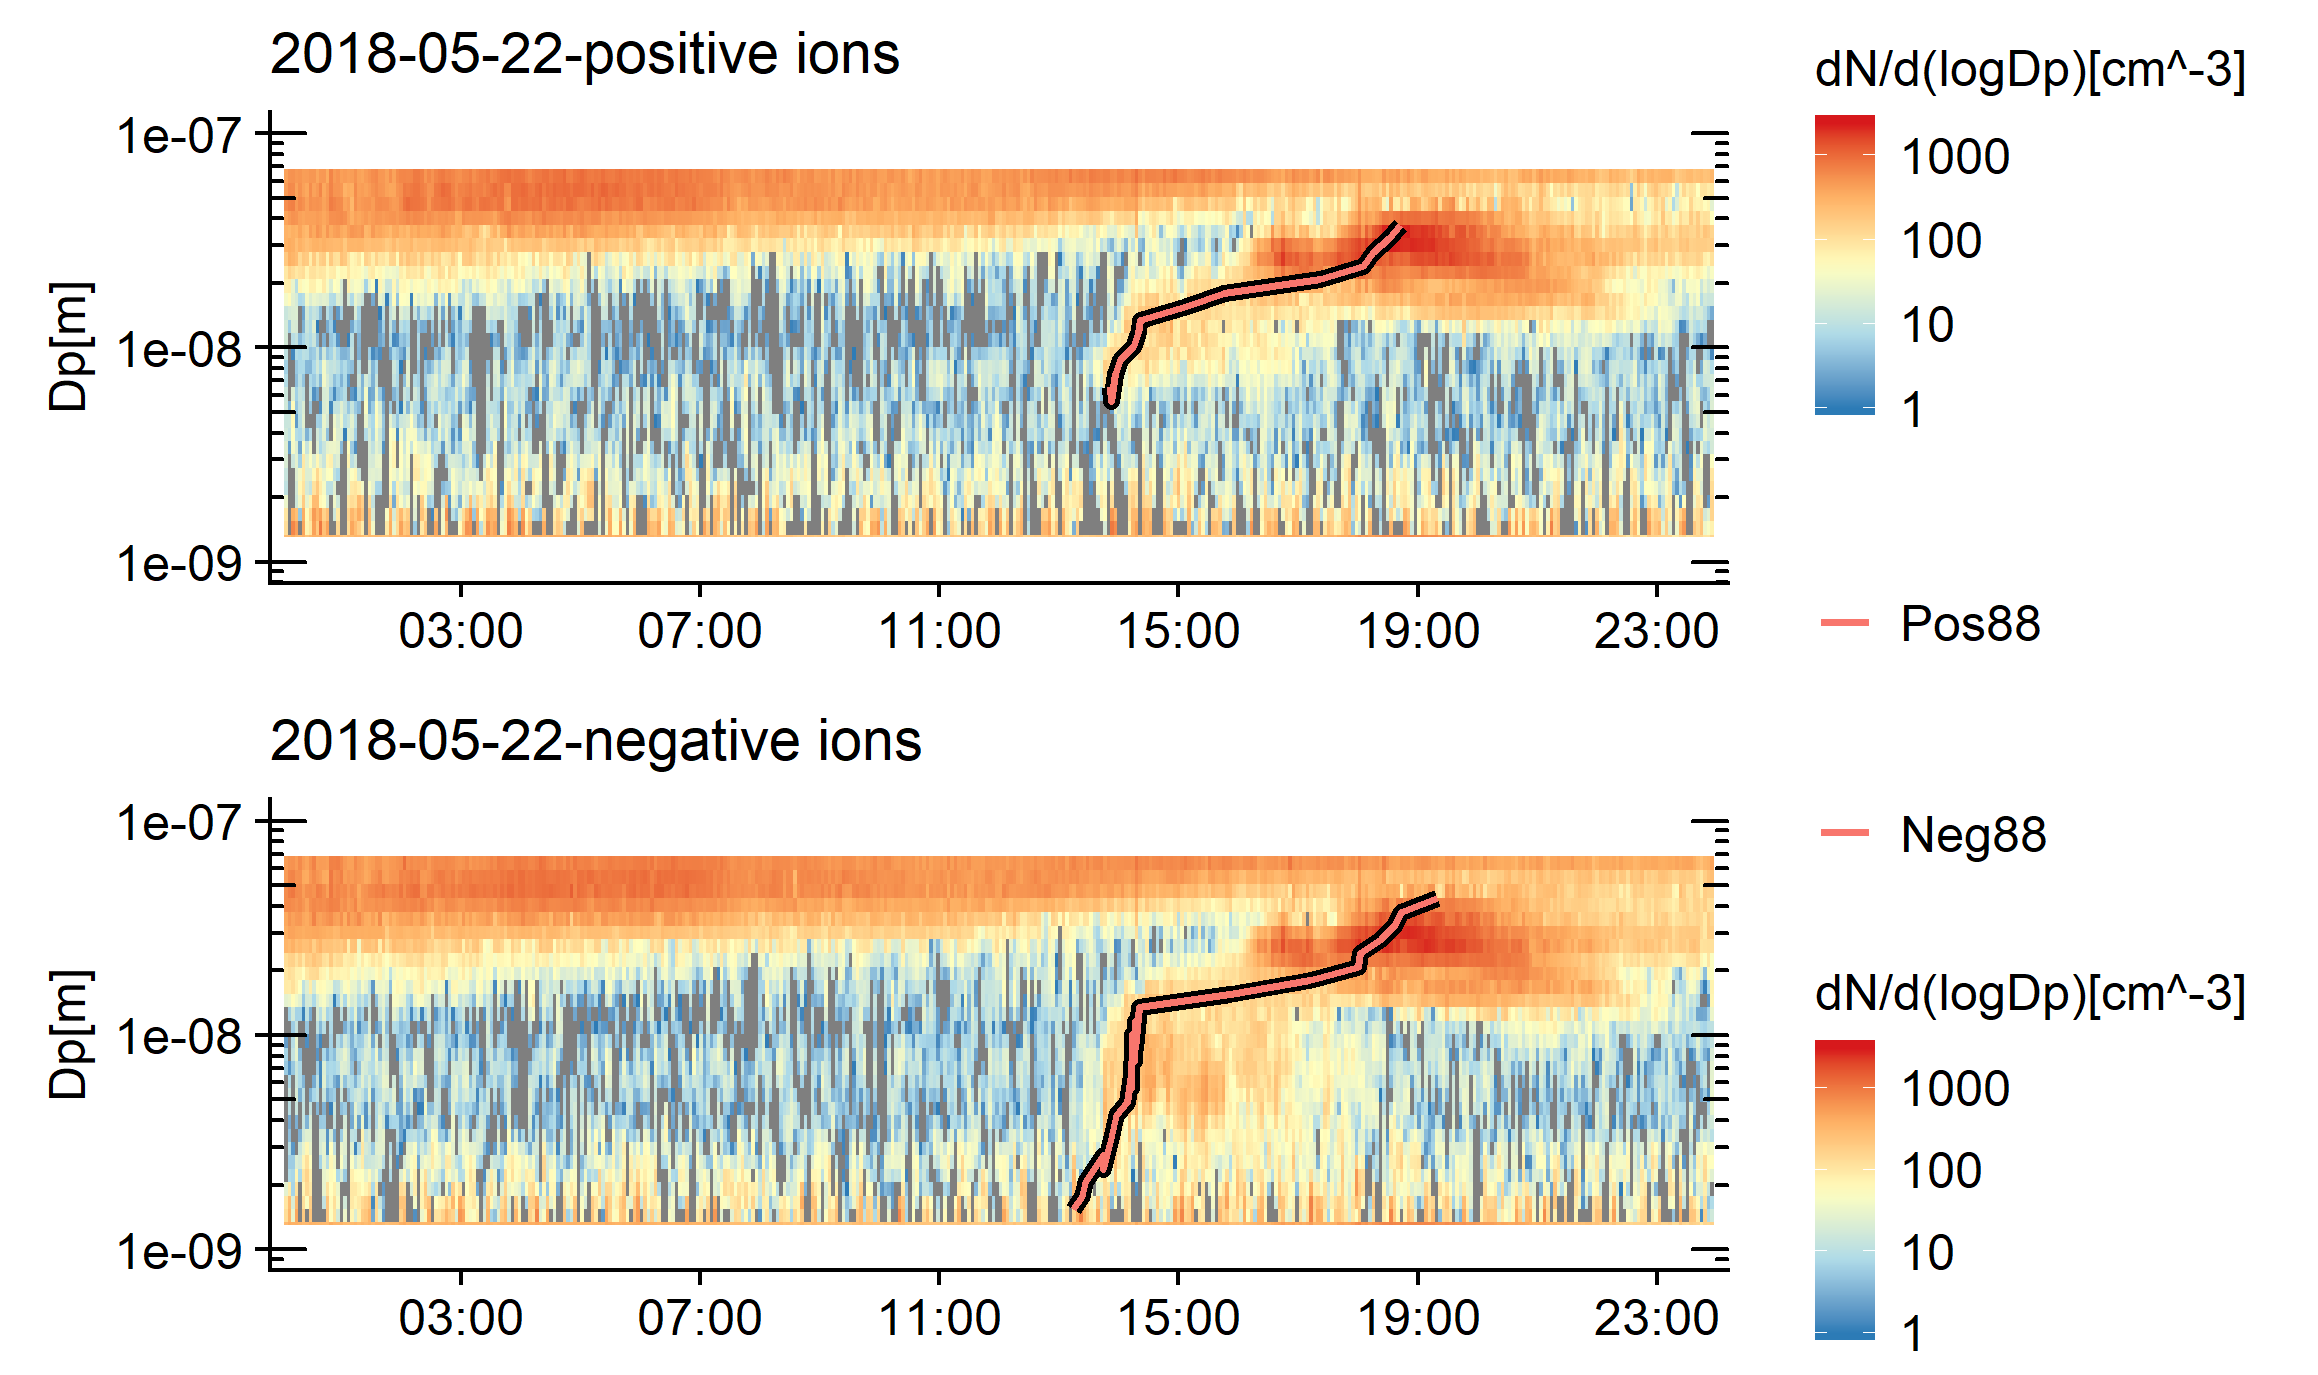 2018-05-22-positive ions
dN/d(logDp)[cm^-3]
1e-07
1e-08
1e-09
Dp[m]
03:00 07:00 11:00 15:00 19:00 23:00
1000
100
10
1
Pos88
2018-05-22-negative ions
1e-07
1e-08
1e-09
Dp[m]
03:00 07:00 11:00 15:00 19:00 23:00
Neg88
dN/d(logDp)[cm^-3]
1000
100
10
1